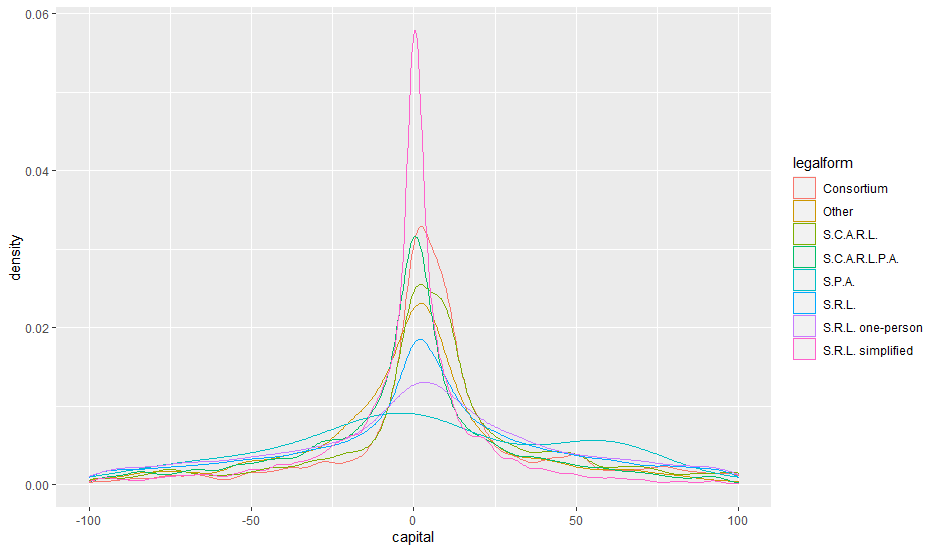 0.06
0.04
0.02
0.00
density
-100
-50
0
50
100
capital
legalform
Consortium
Other
S.C.A.R.L.
S.C.A.R.L.P.A.
S.P.A.
S.R.L.
S.R.L. one-person
S.R.L. simplified